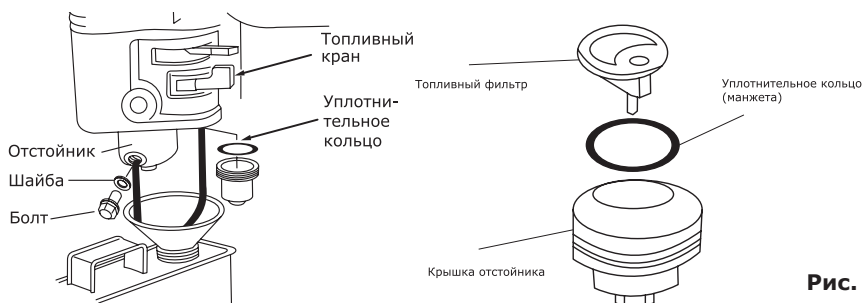 Топливный
кран
Уплотни-
тельное
кольцо
Отстойник
Шайба
Болт
Топливный фильтр
Уплотнительное кольцо
(манжета)
Крышка отстойника
Рис.